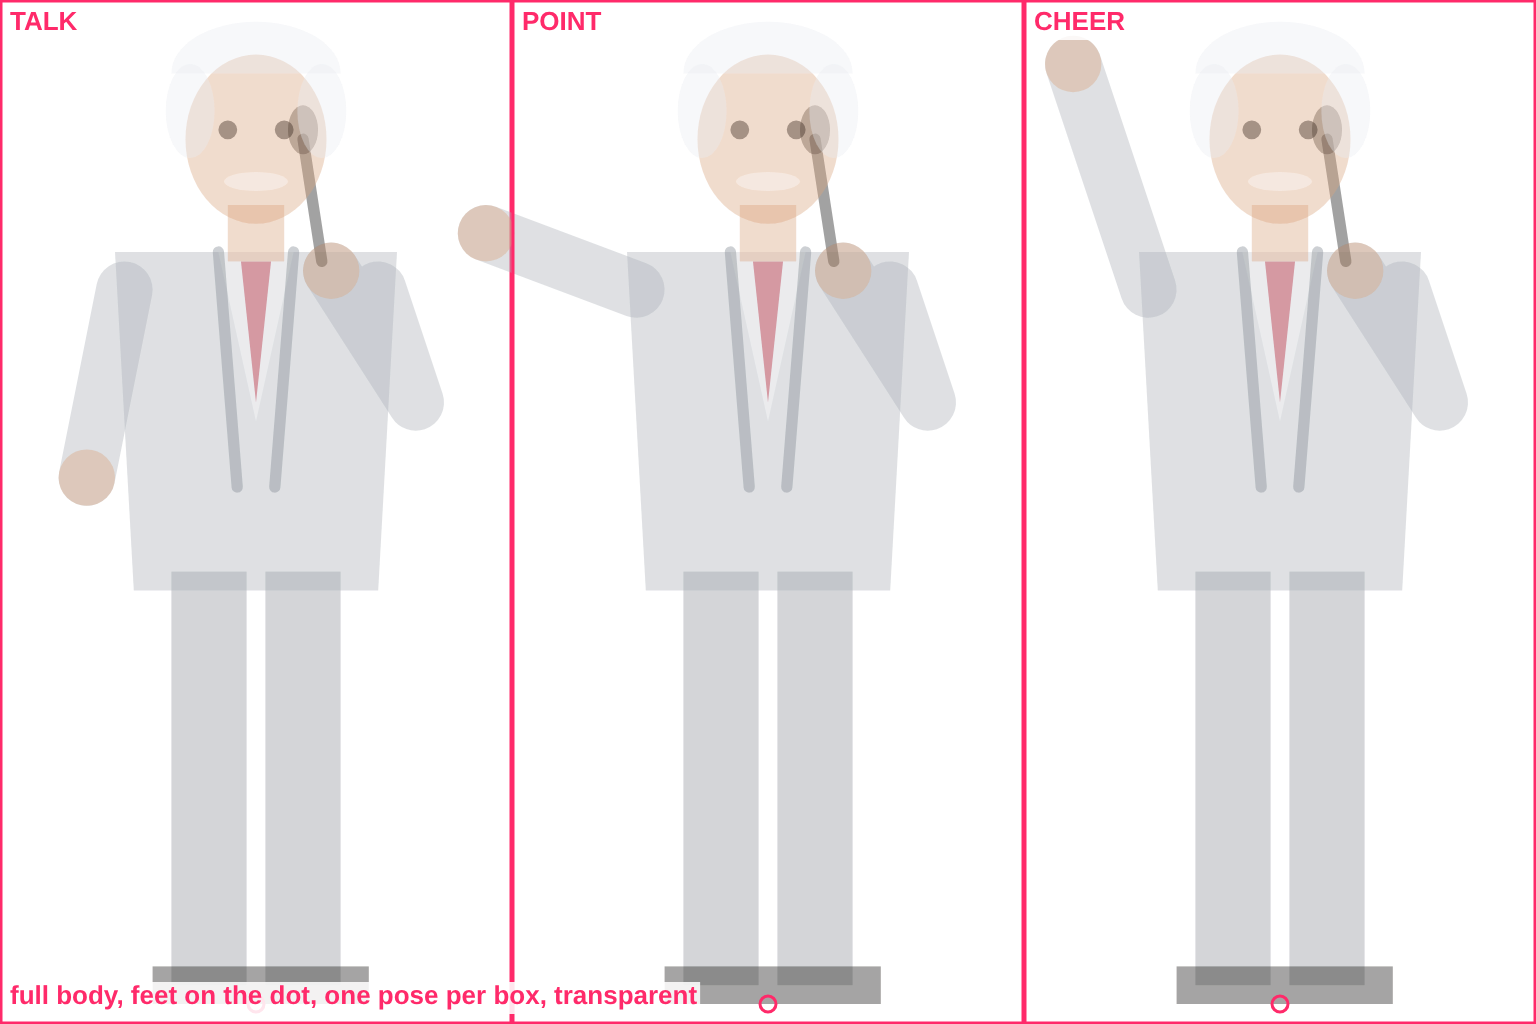 TALK
POINT
CHEER
full body, feet on the dot, one pose per box, transparent